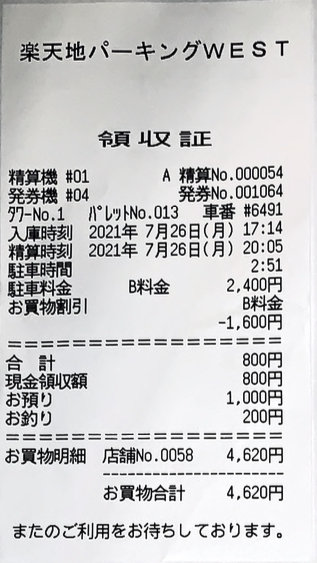 楽天地パーキングWEST
領収証
精算機 #01 A 精算No.000054
発券機 #04 発券No.001064
タワーNo.1 パレットNo.013 車番 #6491
入庫時刻 2021年 7月26日(月) 17:14
精算時刻 2021年 7月26日(月) 20:05
駐車時間 2:51
駐車料金 B料金 2,400円
お買物割引 B料金
-1,600円
==================
合 計 800円
現金領収額 800円
お預り 1,000円
お釣り 200円
==================
お買物明細 店舗No.0058 4,620円
--------------------
お買物合計 4,620円
またのご利用をお待ちしております。